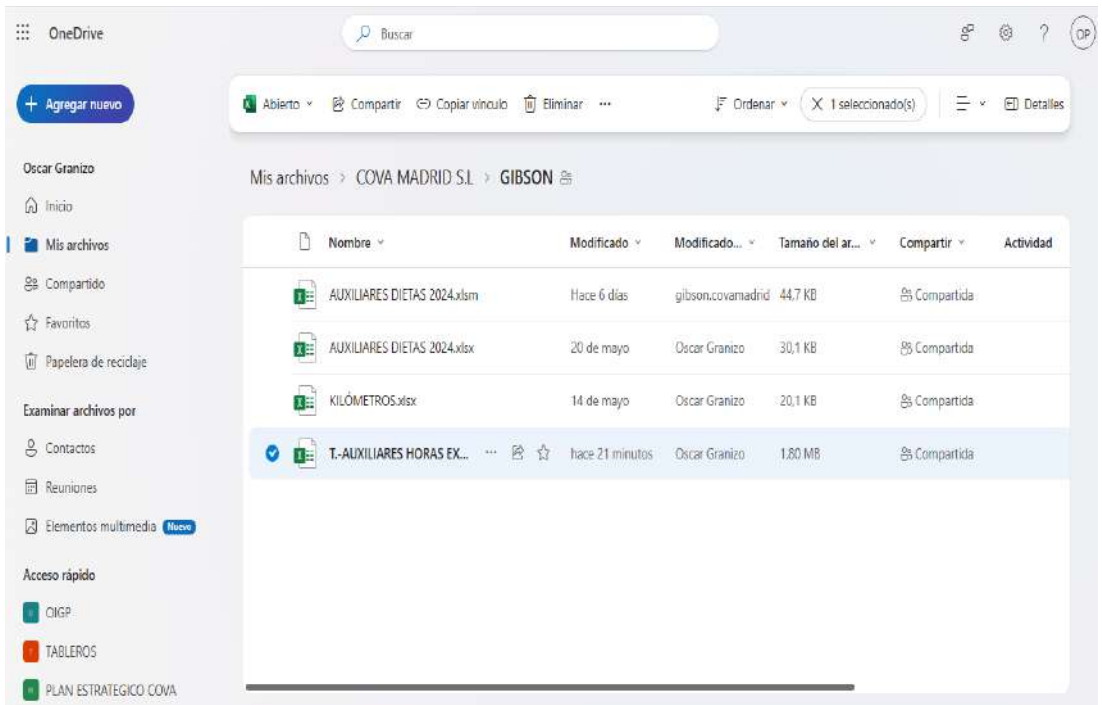 OneDrive
Buscar
OP
+ Agregar nuevo
Abierto
Compartir
Copiar vínculo
Eliminar
...
Ordenar
1 seleccionado(s)
Detalles
Oscar Granizo
Inicio
Mis archivos
Compartido
Favoritos
Papelera de reciclaje
Examinar archivos por
Contactos
Reuniones
Elementos multimedia Nuevo
Acceso rápido
OIGP
TABLEROS
PLAN ESTRATEGICO COVA
Mis archivos > COVA MADRID S.L > GIBSON
Nombre Modificado Modificado... Tamaño del ar... Compartir Actividad
AUXILIARES DIETAS 2024.xlsm Hace 6 días gibson.covamadrid 44,7 KB Compartida
AUXILIARES DIETAS 2024.xlsx 20 de mayo Oscar Granizo 30,1 KB Compartida
KILÓMETROS.xlsx 14 de mayo Oscar Granizo 20,1 KB Compartida
T.-AUXILIARES HORAS EX... ... hace 21 minutos Oscar Granizo 1,80 MB Compartida